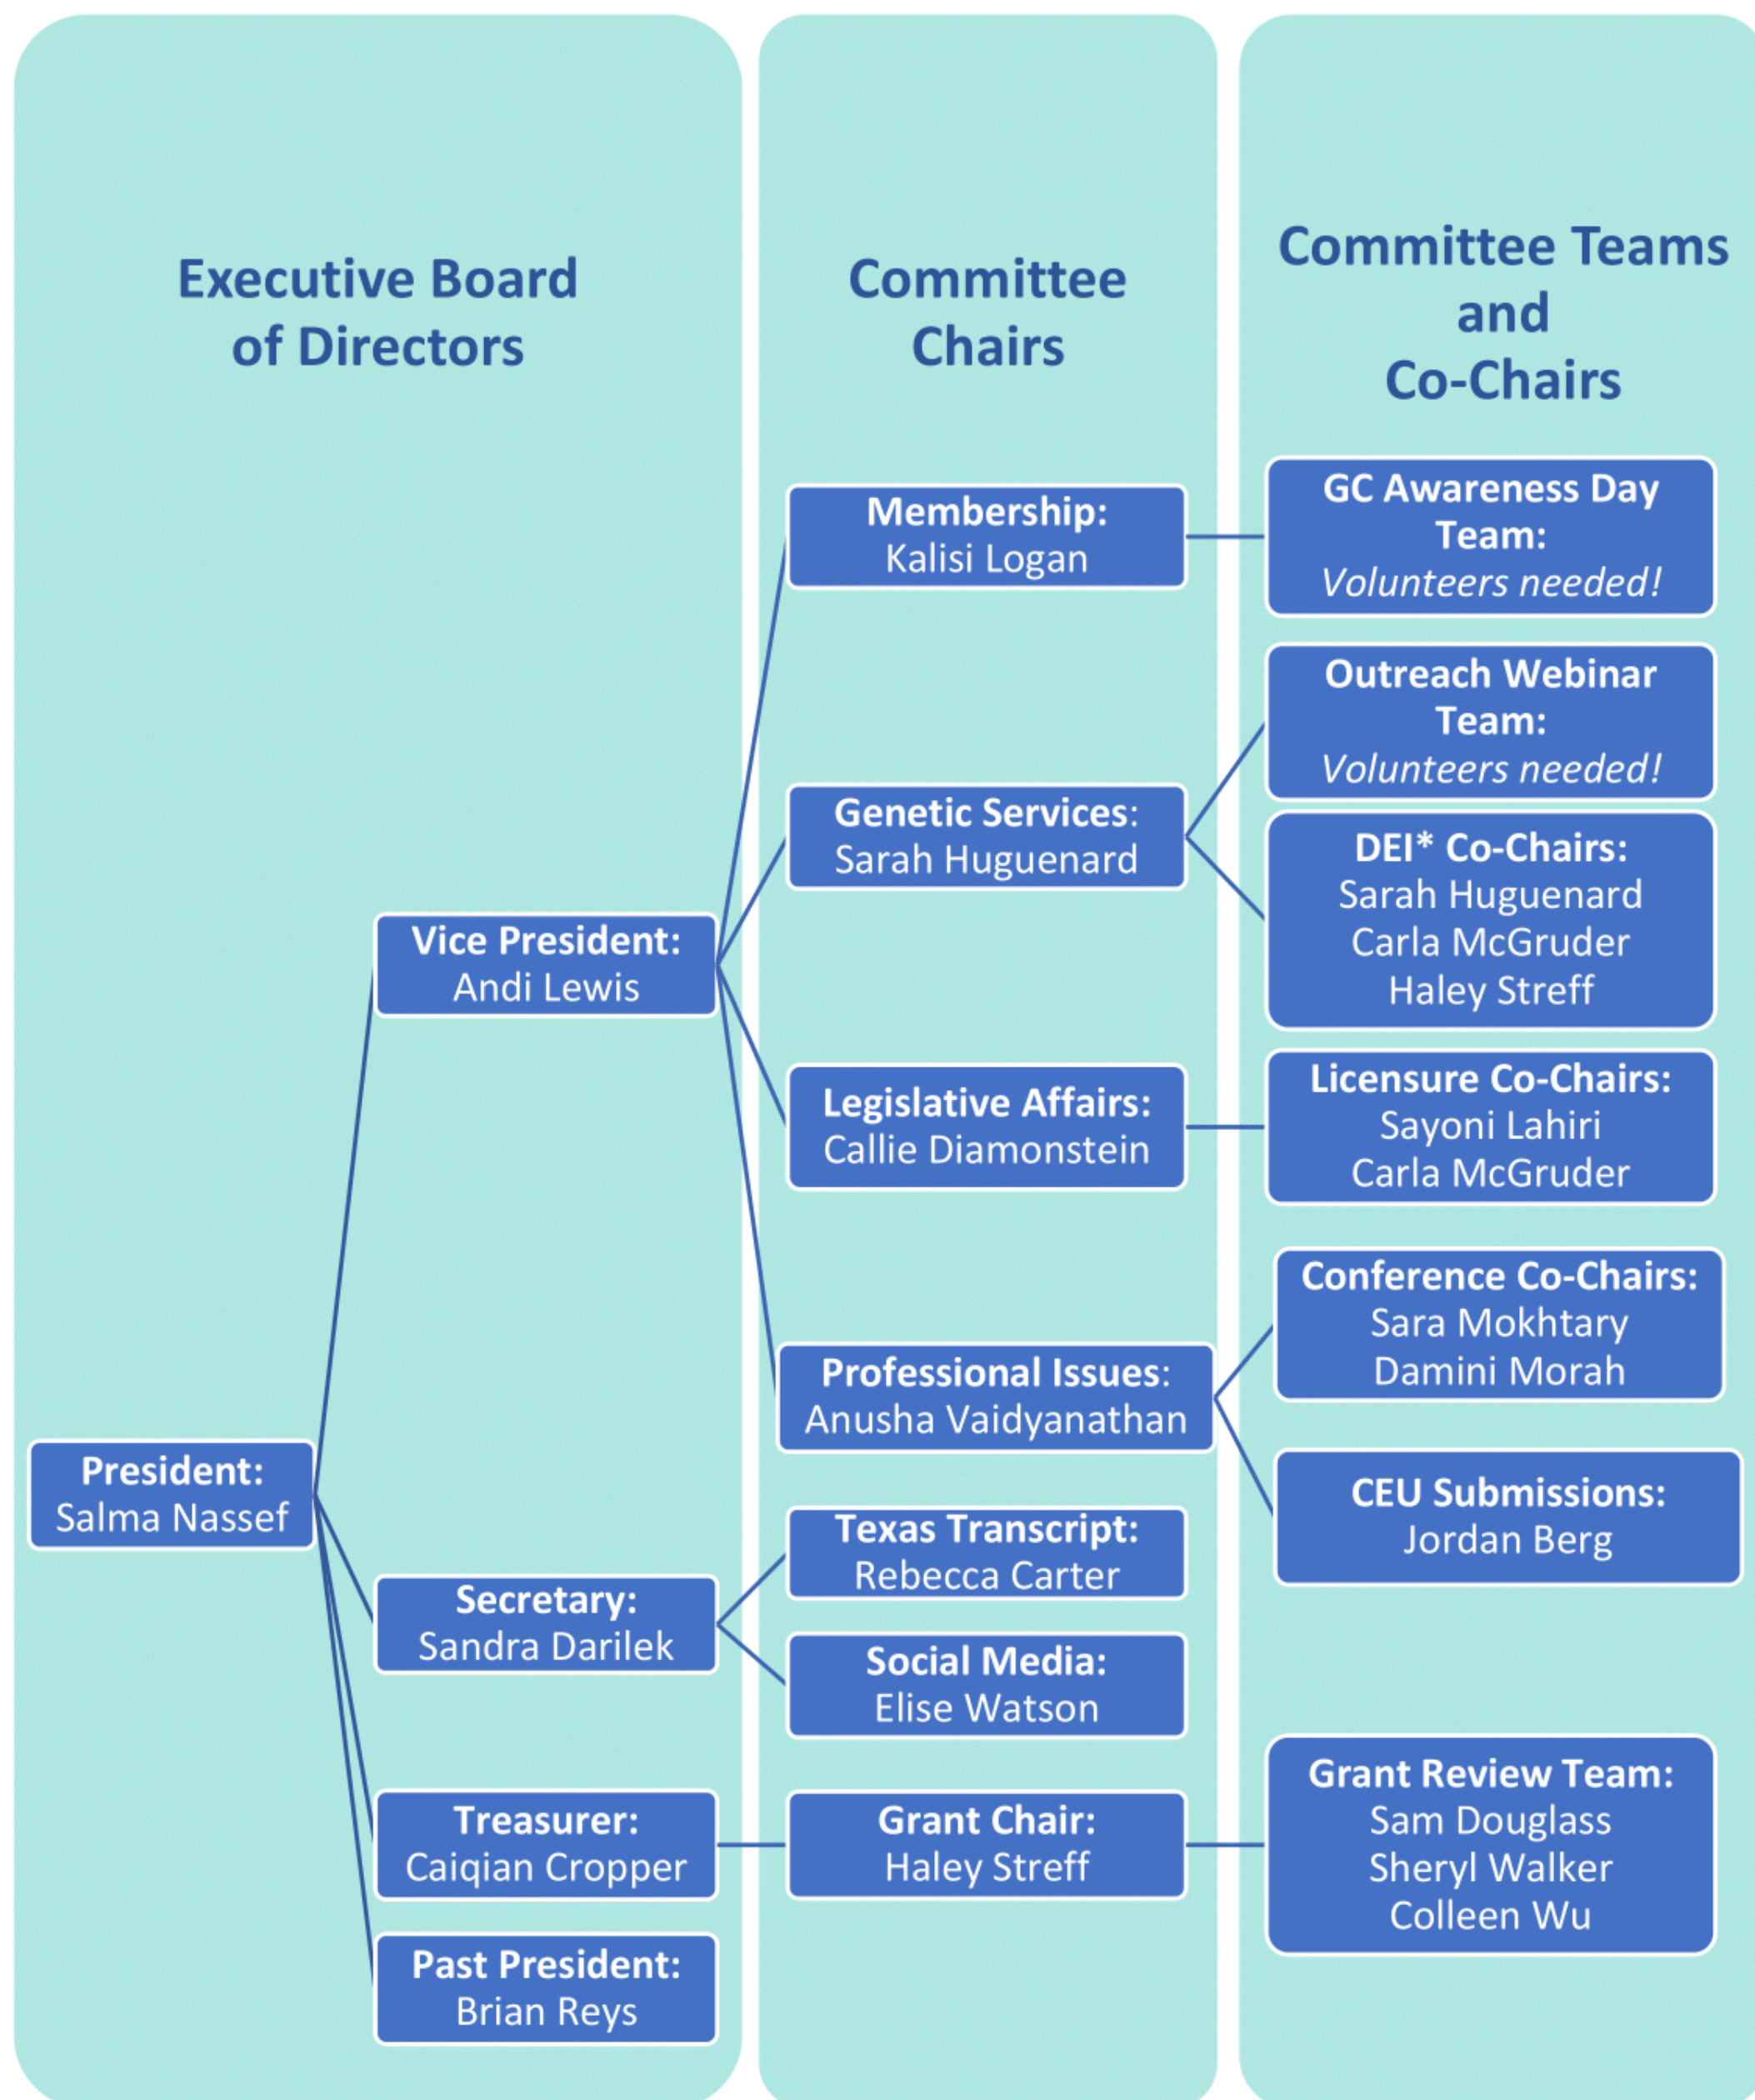 Executive Board
of Directors
Committee
Chairs
Committee Teams
and
Co-Chairs
President:
Salma Nassef
Vice President:
Andi Lewis
Secretary:
Sandra Darilek
Treasurer:
Caiqian Cropper
Past President:
Brian Reys
Membership:
Kalisi Logan
Genetic Services:
Sarah Huguenard
Legislative Affairs:
Callie Diamonstein
Professional Issues:
Anusha Vaidyanathan
Texas Transcript:
Rebecca Carter
Social Media:
Elise Watson
Grant Chair:
Haley Streff
GC Awareness Day
Team:
Volunteers needed!
Outreach Webinar
Team:
Volunteers needed!
DEI* Co-Chairs:
Sarah Huguenard
Carla McGruder
Haley Streff
Licensure Co-Chairs:
Sayoni Lahiri
Carla McGruder
Conference Co-Chairs:
Sara Mokhtary
Damini Morah
CEU Submissions:
Jordan Berg
Grant Review Team:
Sam Douglass
Sheryl Walker
Colleen Wu